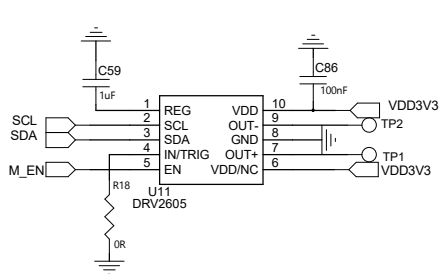 C59
1uF
C86
100nF
1 REG VDD 10 VDD3V3
SCL 2 SCL OUT- 9 TP2
SDA 3 SDA GND 8
4 IN/TRIG OUT+ 7 TP1
M_EN 5 EN VDD/NC 6 VDD3V3
R18
U11
DRV2605
0R